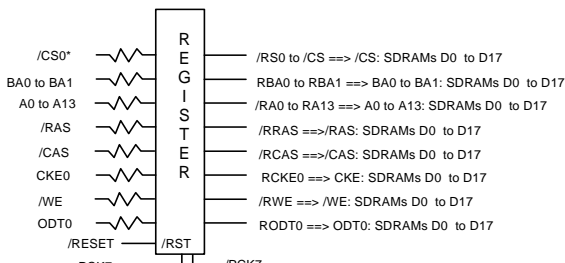 REGISTER
/CS0* /RS0 to /CS ==> /CS: SDRAMs D0 to D17
BA0 to BA1 RBA0 to RBA1 ==> BA0 to BA1: SDRAMs D0 to D17
A0 to A13 /RA0 to RA13 ==> A0 to A13: SDRAMs D0 to D17
/RAS /RRAS ==>/RAS: SDRAMs D0 to D17
/CAS /RCAS ==>/CAS: SDRAMs D0 to D17
CKE0 RCKE0 ==> CKE: SDRAMs D0 to D17
/WE /RWE ==> /WE: SDRAMs D0 to D17
ODT0 RODT0 ==> ODT0: SDRAMs D0 to D17
/RESET /RST